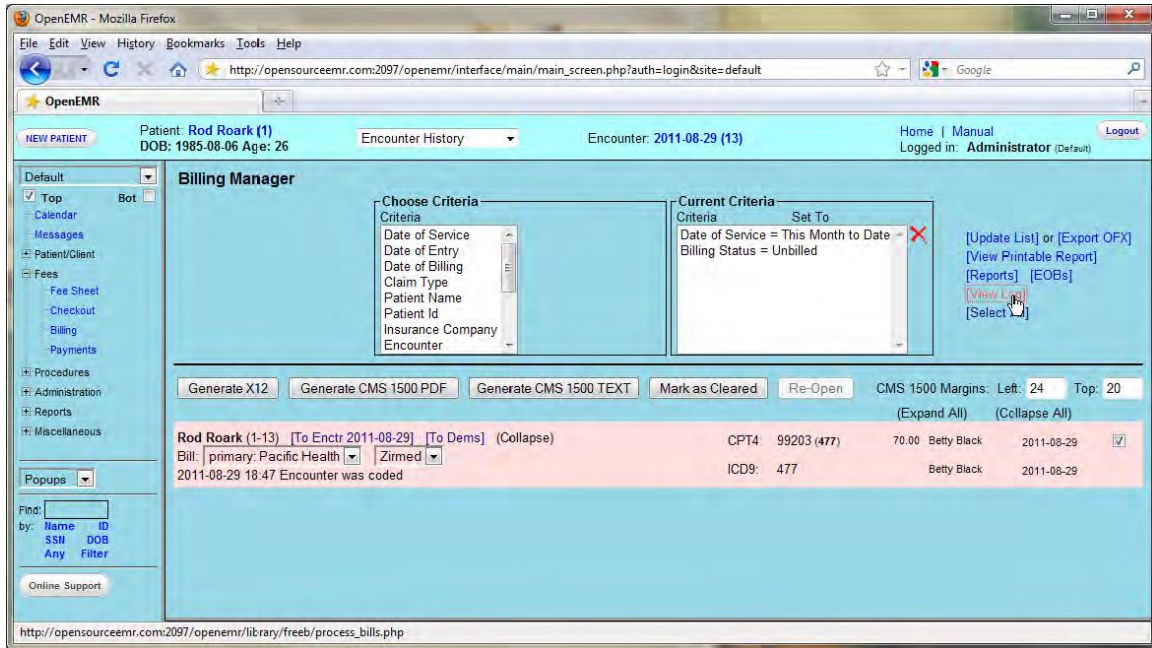 OpenEMR - Mozilla Firefox
File Edit View History Bookmarks Tools Help
http://opensourceemr.com:2097/openemr/interface/main/main_screen.php?auth=login&site=default
Google
OpenEMR
NEW PATIENT
Patient: Rod Roark (1)
DOB: 1985-08-06 Age: 26
Encounter History
Encounter: 2011-08-29 (13)
Home | Manual
Logged in: Administrator (Default)
Logout
Default
Top Bot
Calendar
Messages
Patient/Client
Fees
Fee Sheet
Checkout
Billing
Payments
Procedures
Administration
Reports
Miscellaneous
Popups
Find:
by: Name ID
SSN DOB
Any Filter
Online Support
Billing Manager
Choose Criteria
Criteria
Date of Service
Date of Entry
Date of Billing
Claim Type
Patient Name
Patient Id
Insurance Company
Encounter
Current Criteria
Criteria Set To
Date of Service = This Month to Date
Billing Status = Unbilled
[Update List] or [Export OFX]
[View Printable Report]
[Reports] [EOBs]
[View Log]
[Select
Generate X12 Generate CMS 1500 PDF Generate CMS 1500 TEXT Mark as Cleared Re-Open CMS 1500 Margins: Left: 24 Top: 20
(Expand All) (Collapse All)
Rod Roark (1-13) [To Enctr 2011-08-29] [To Dems] (Collapse) CPT4 99203 (477) 70.00 Betty Black 2011-08-29
Bill: primary: Pacific Health Zirmed
2011-08-29 18:47 Encounter was coded ICD9: 477 Betty Black 2011-08-29
http://opensourceemr.com:2097/openemr/library/freeb/process_bills.php